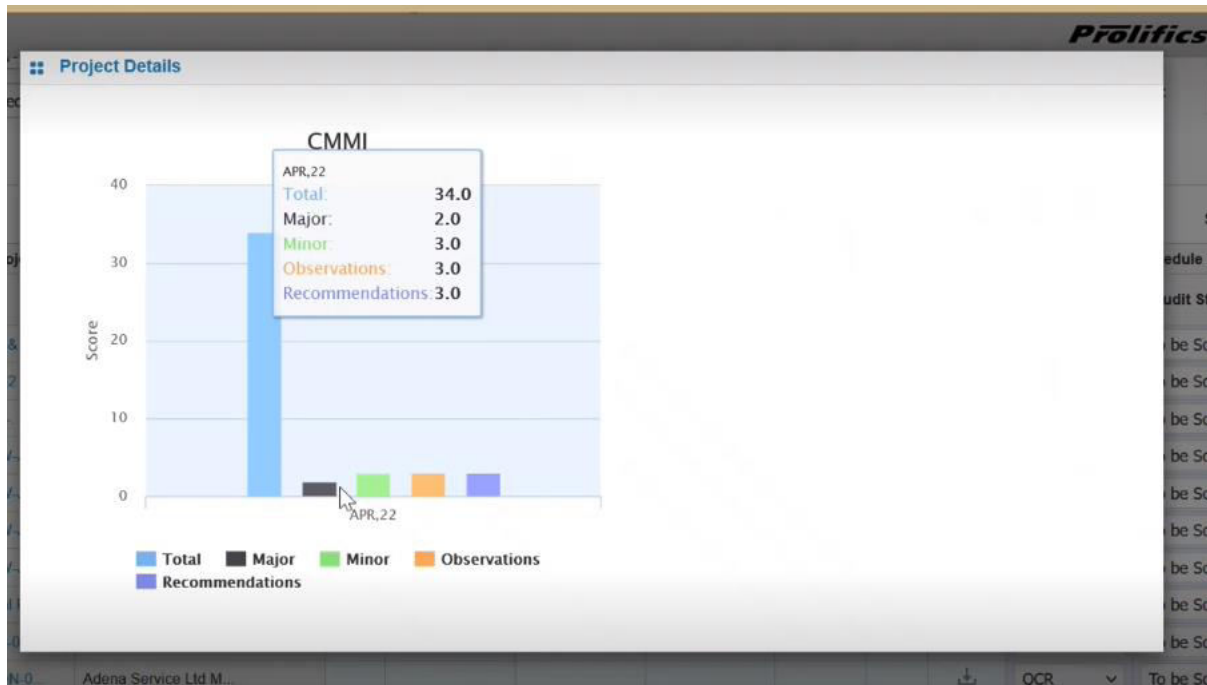 Prolifics
Project Details
CMMI
APR,22
Total: 34.0
Major: 2.0
Minor: 3.0
Observations: 3.0
Recommendations: 3.0
40
30
20
10
0
Score
APR,22
Total Major Minor Observations
Recommendations
edule
udit St
be Sc
be Sc
be Sc
be Sc
be Sc
be Sc
be Sc
be Sc
be Sc
N-0... Adena Service Ltd M... OCR To be Sc